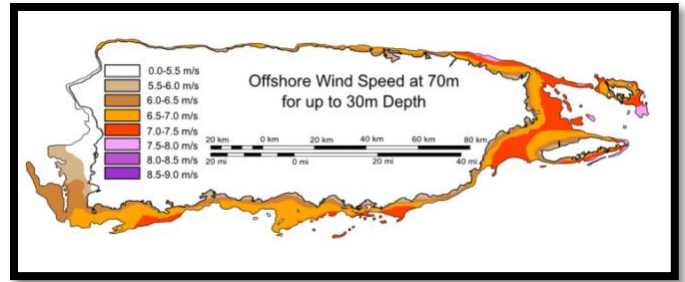 Offshore Wind Speed at 70m
for up to 30m Depth
0.0-5.5 m/s
5.5-6.0 m/s
6.0-6.5 m/s
6.5-7.0 m/s
7.0-7.5 m/s
7.5-8.0 m/s
8.0-8.5 m/s
8.5-9.0 m/s
20 km 0 km 20 km 40 km 60 km 80 km
20 mi 0 mi 20 mi 40 mi